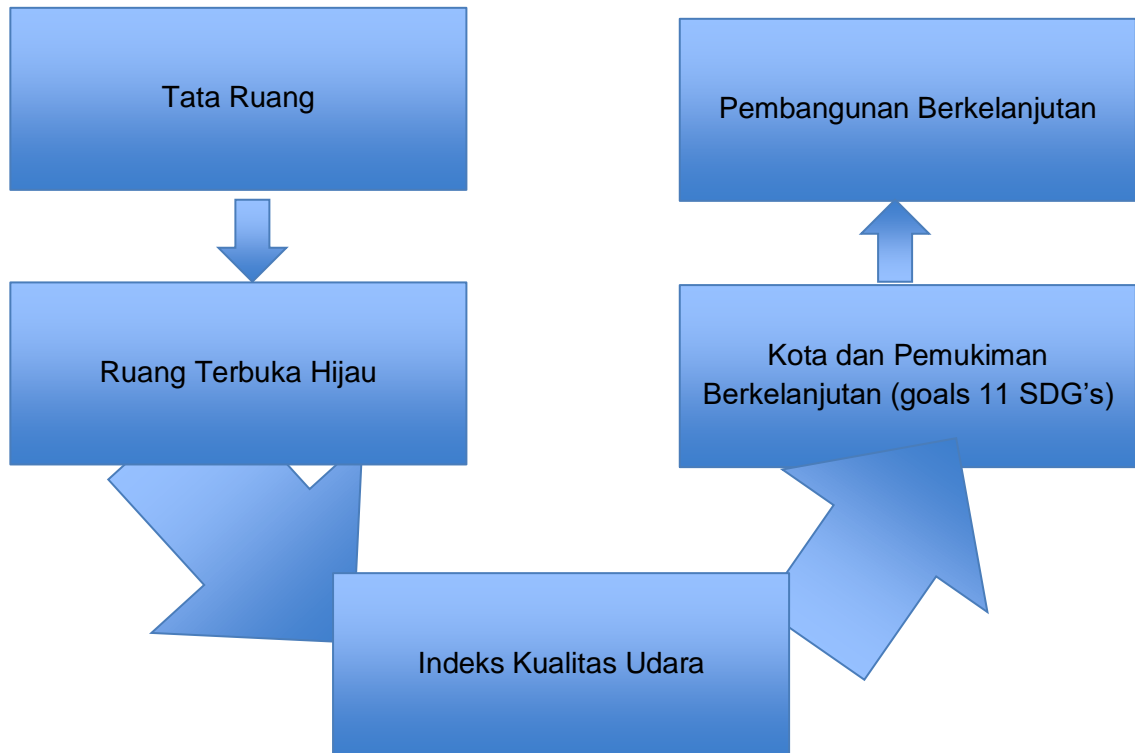 Tata Ruang
Ruang Terbuka Hijau
Indeks Kualitas Udara
Kota dan Pemukiman
Berkelanjutan (goals 11 SDG’s)
Pembangunan Berkelanjutan